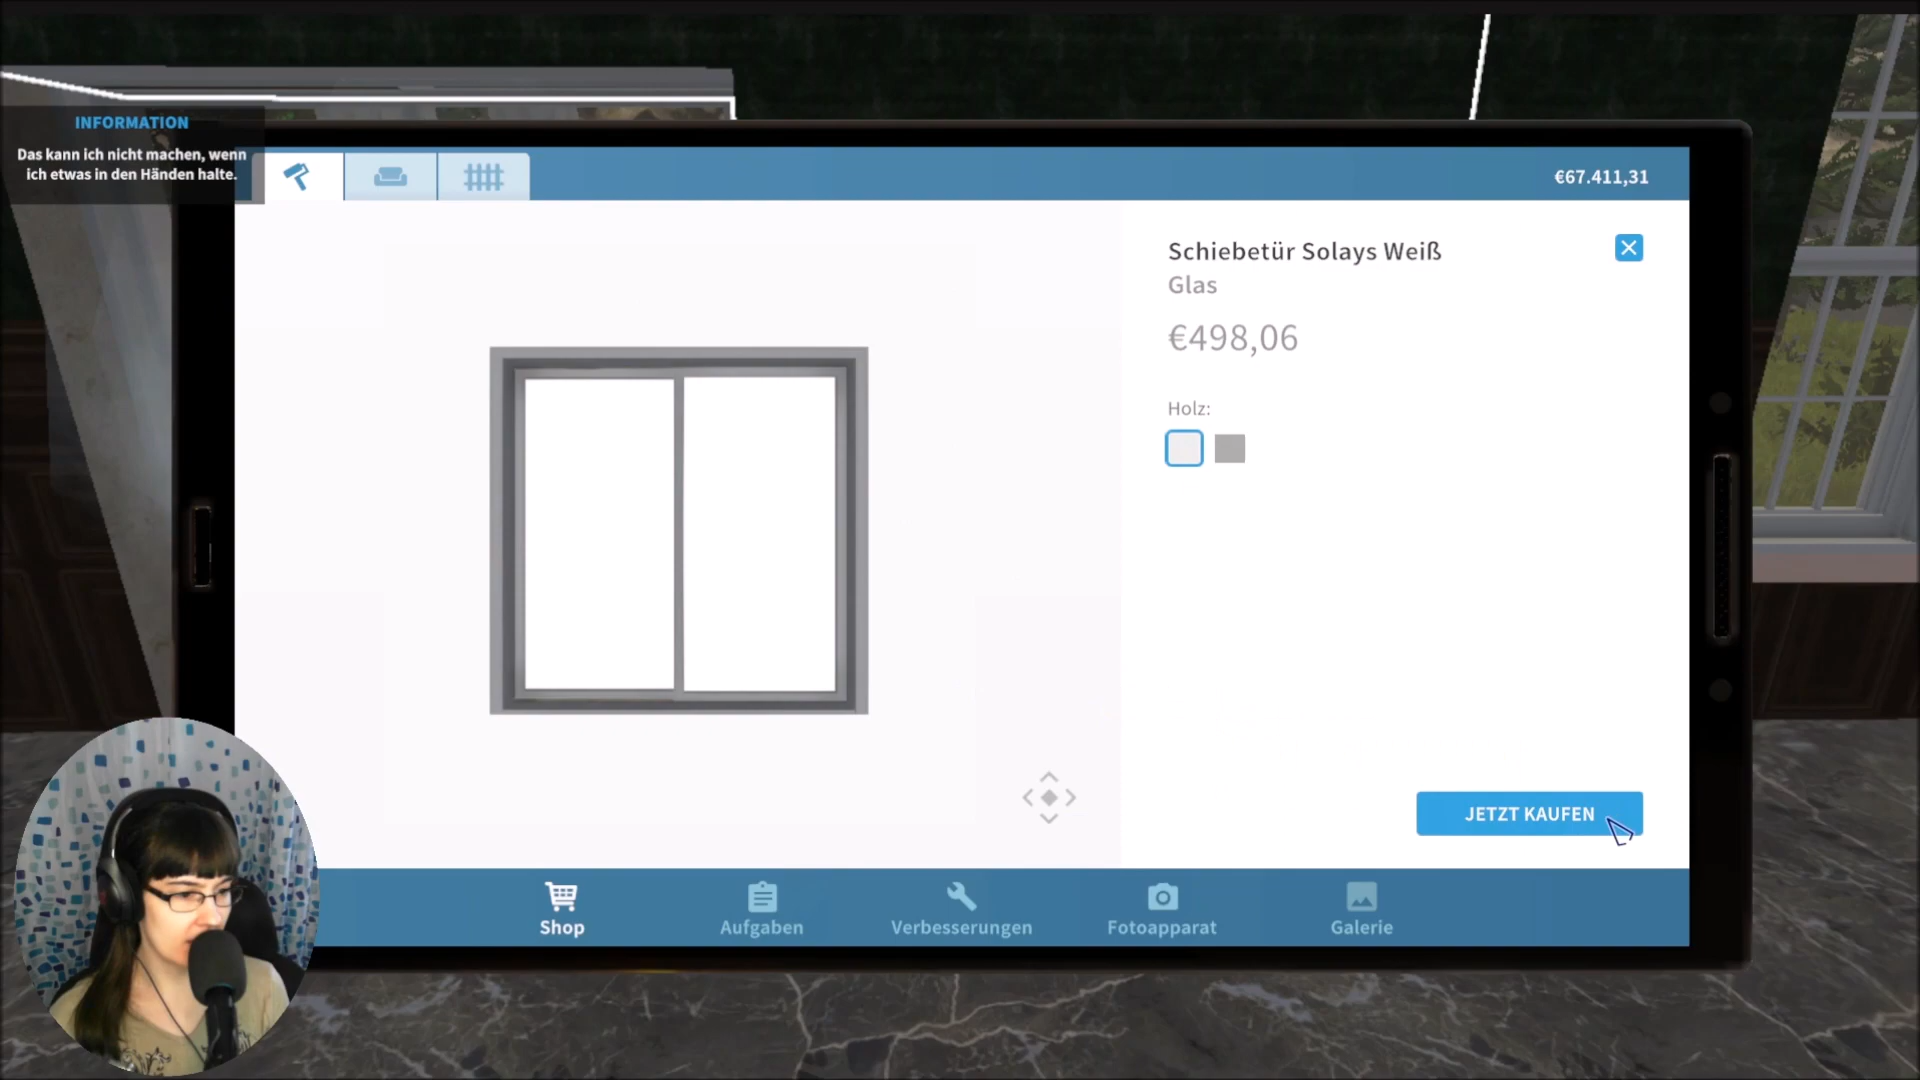 INFORMATION
Das kann ich nicht machen, wenn
ich etwas in den Händen halte.
€67.411,31
Schiebetür Solays Weiß
Glas
€498,06
Holz:
JETZT KAUFEN
Shop
Aufgaben
Verbesserungen
Fotoapparat
Galerie